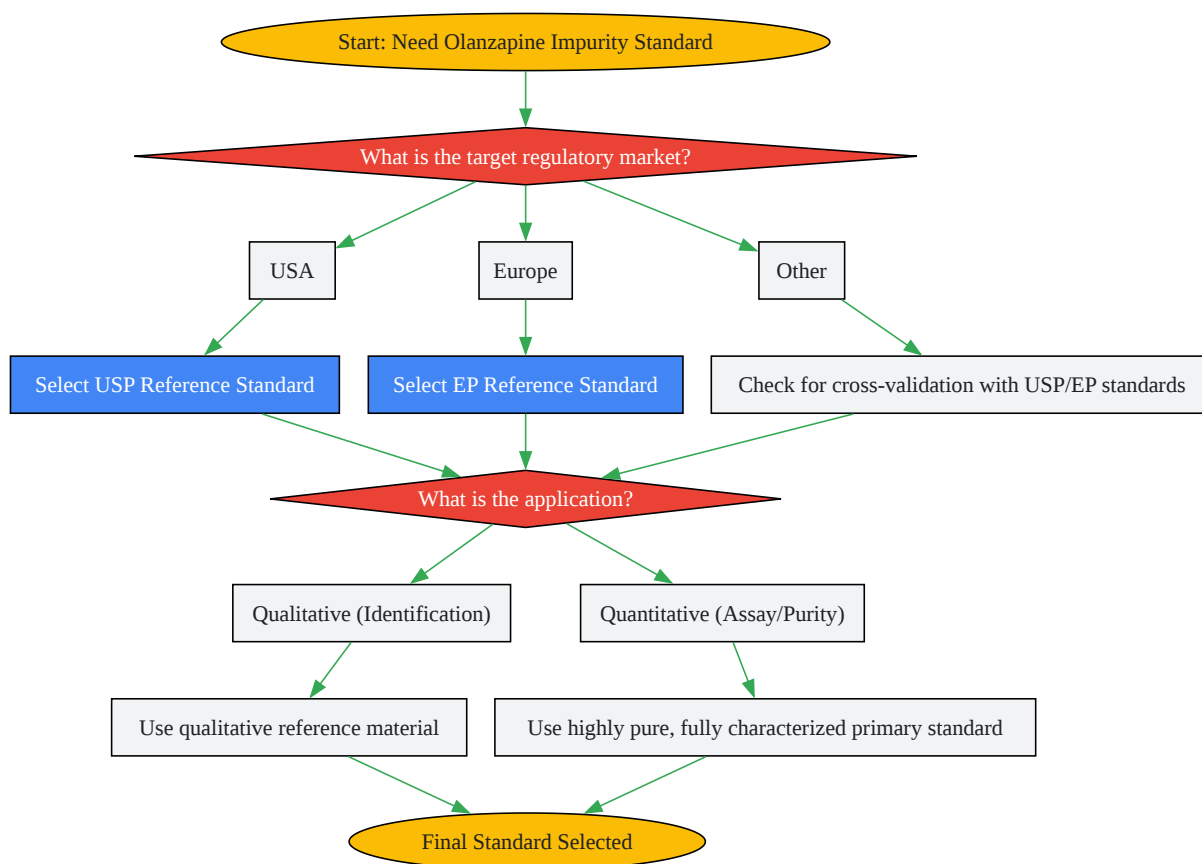 Start: Need Olanzapine Impurity Standard
What is the target regulatory market?
USA
Europe
Other
Select USP Reference Standard
Select EP Reference Standard
Check for cross-validation with USP/EP standards
What is the application?
Qualitative (Identification)
Quantitative (Assay/Purity)
Use qualitative reference material
Use highly pure, fully characterized primary standard
Final Standard Selected